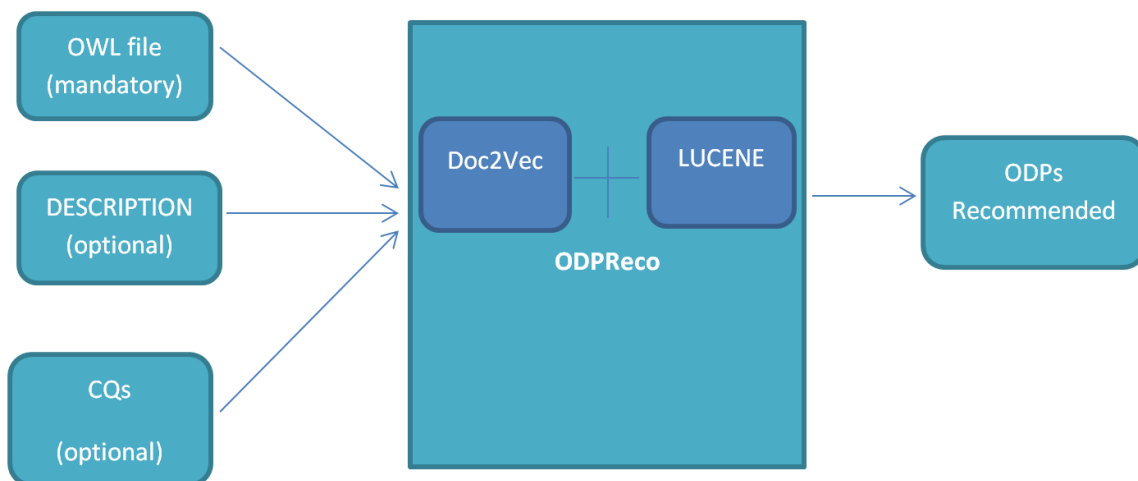 OWL file
(mandatory)
DESCRIPTION
(optional)
CQs
(optional)
Doc2Vec
LUCENE
ODPReco
ODPs
Recommended